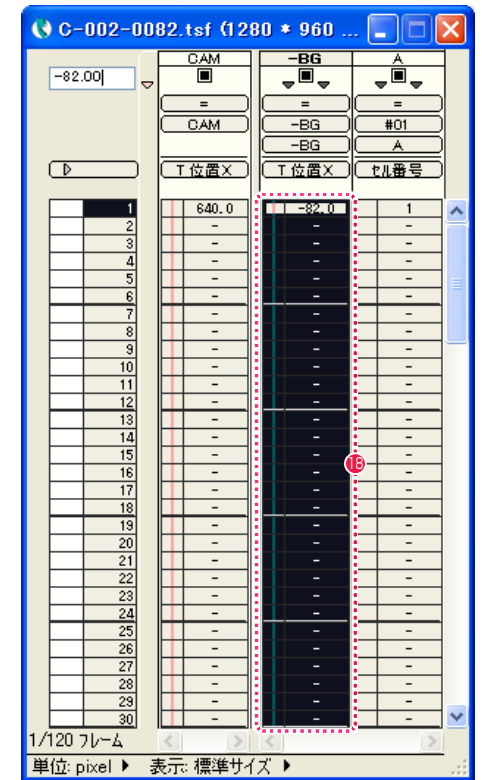 C-002-0082.tsf (1280 * 960 ...
CAM -BG A
-82.00
= = =
CAM -BG #01
-BG A
T 位置X T 位置X セル番号
1 640.0 -82.0 1
2 - - -
3 - - -
4 - - -
5 - - -
6 - - -
7 - - -
8 - - -
9 - - -
10 - - -
11 - - -
12 - - -
13 - - -
14 - - -
15 - - -
16 - - -
18
17 - - -
18 - - -
19 - - -
20 - - -
21 - - -
22 - - -
23 - - -
24 - - -
25 - - -
26 - - -
27 - - -
28 - - -
29 - - -
30 - - -
1/120 フレーム
単位: pixel 表示: 標準サイズ